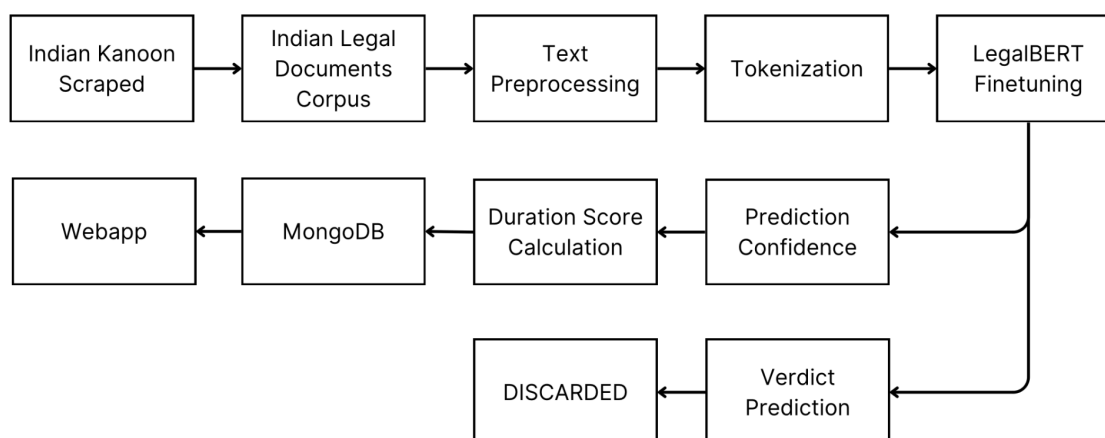 Indian Kanoon
Scraped
Indian Legal
Documents
Corpus
Text
Preprocessing
Tokenization
LegalBERT
Finetuning
Webapp
MongoDB
Duration Score
Calculation
Prediction
Confidence
DISCARDED
Verdict
Prediction